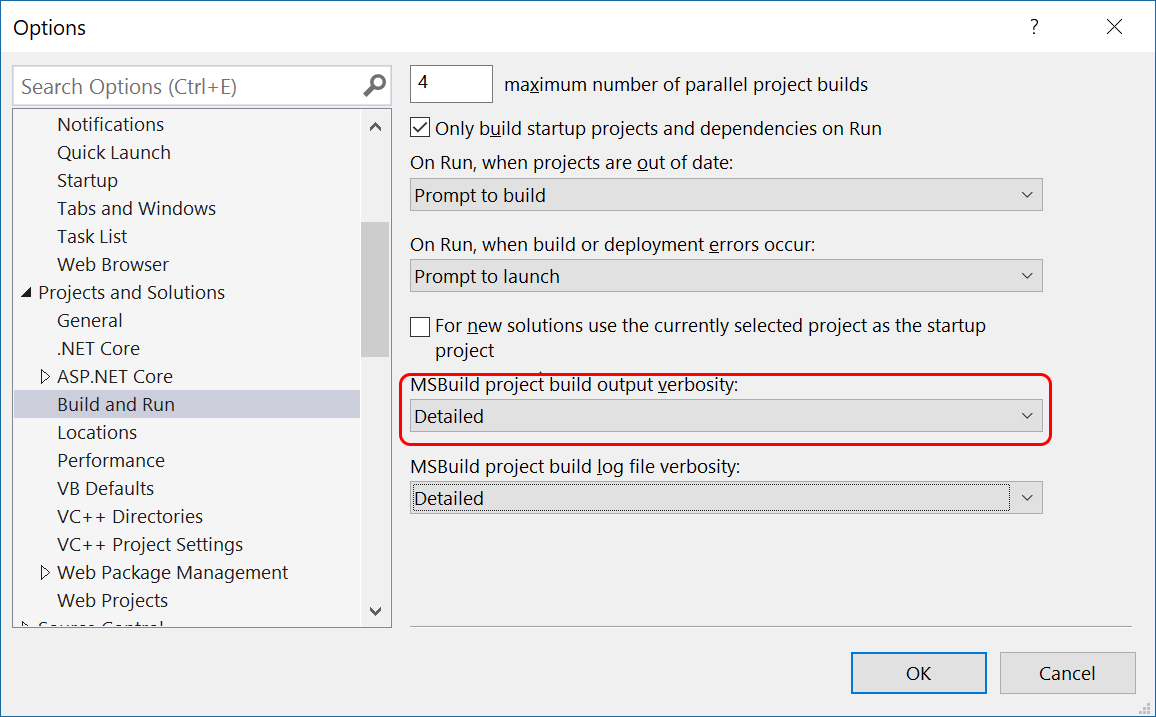 Options
?
Search Options (Ctrl+E)
Notifications
Quick Launch
Startup
Tabs and Windows
Task List
Web Browser
Projects and Solutions
General
.NET Core
ASP.NET Core
Build and Run
Locations
Performance
VB Defaults
VC++ Directories
VC++ Project Settings
Web Package Management
Web Projects
Source Control
4
maximum number of parallel project builds
Only build startup projects and dependencies on Run
On Run, when projects are out of date:
Prompt to build
On Run, when build or deployment errors occur:
Prompt to launch
For new solutions use the currently selected project as the startup
project
MSBuild project build output verbosity:
Detailed
MSBuild project build log file verbosity:
Detailed
OK
Cancel